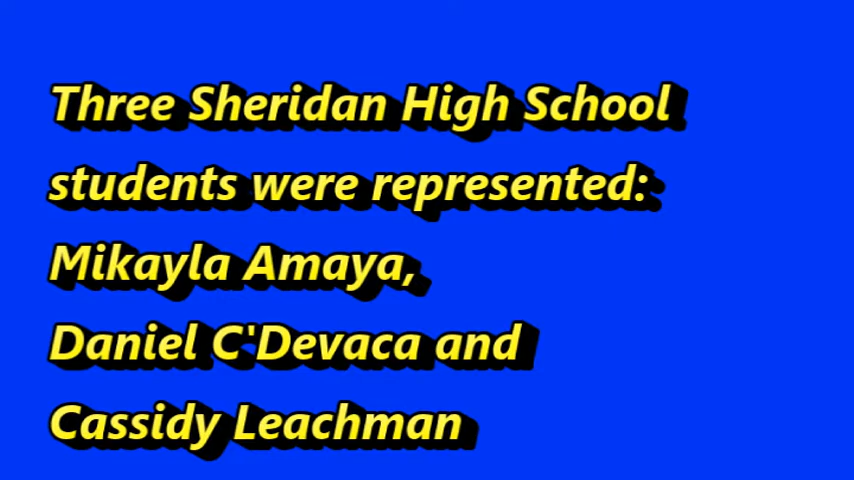 Three Sheridan High School
students were represented:
Mikayla Amaya,
Daniel C'Devaca and
Cassidy Leachman